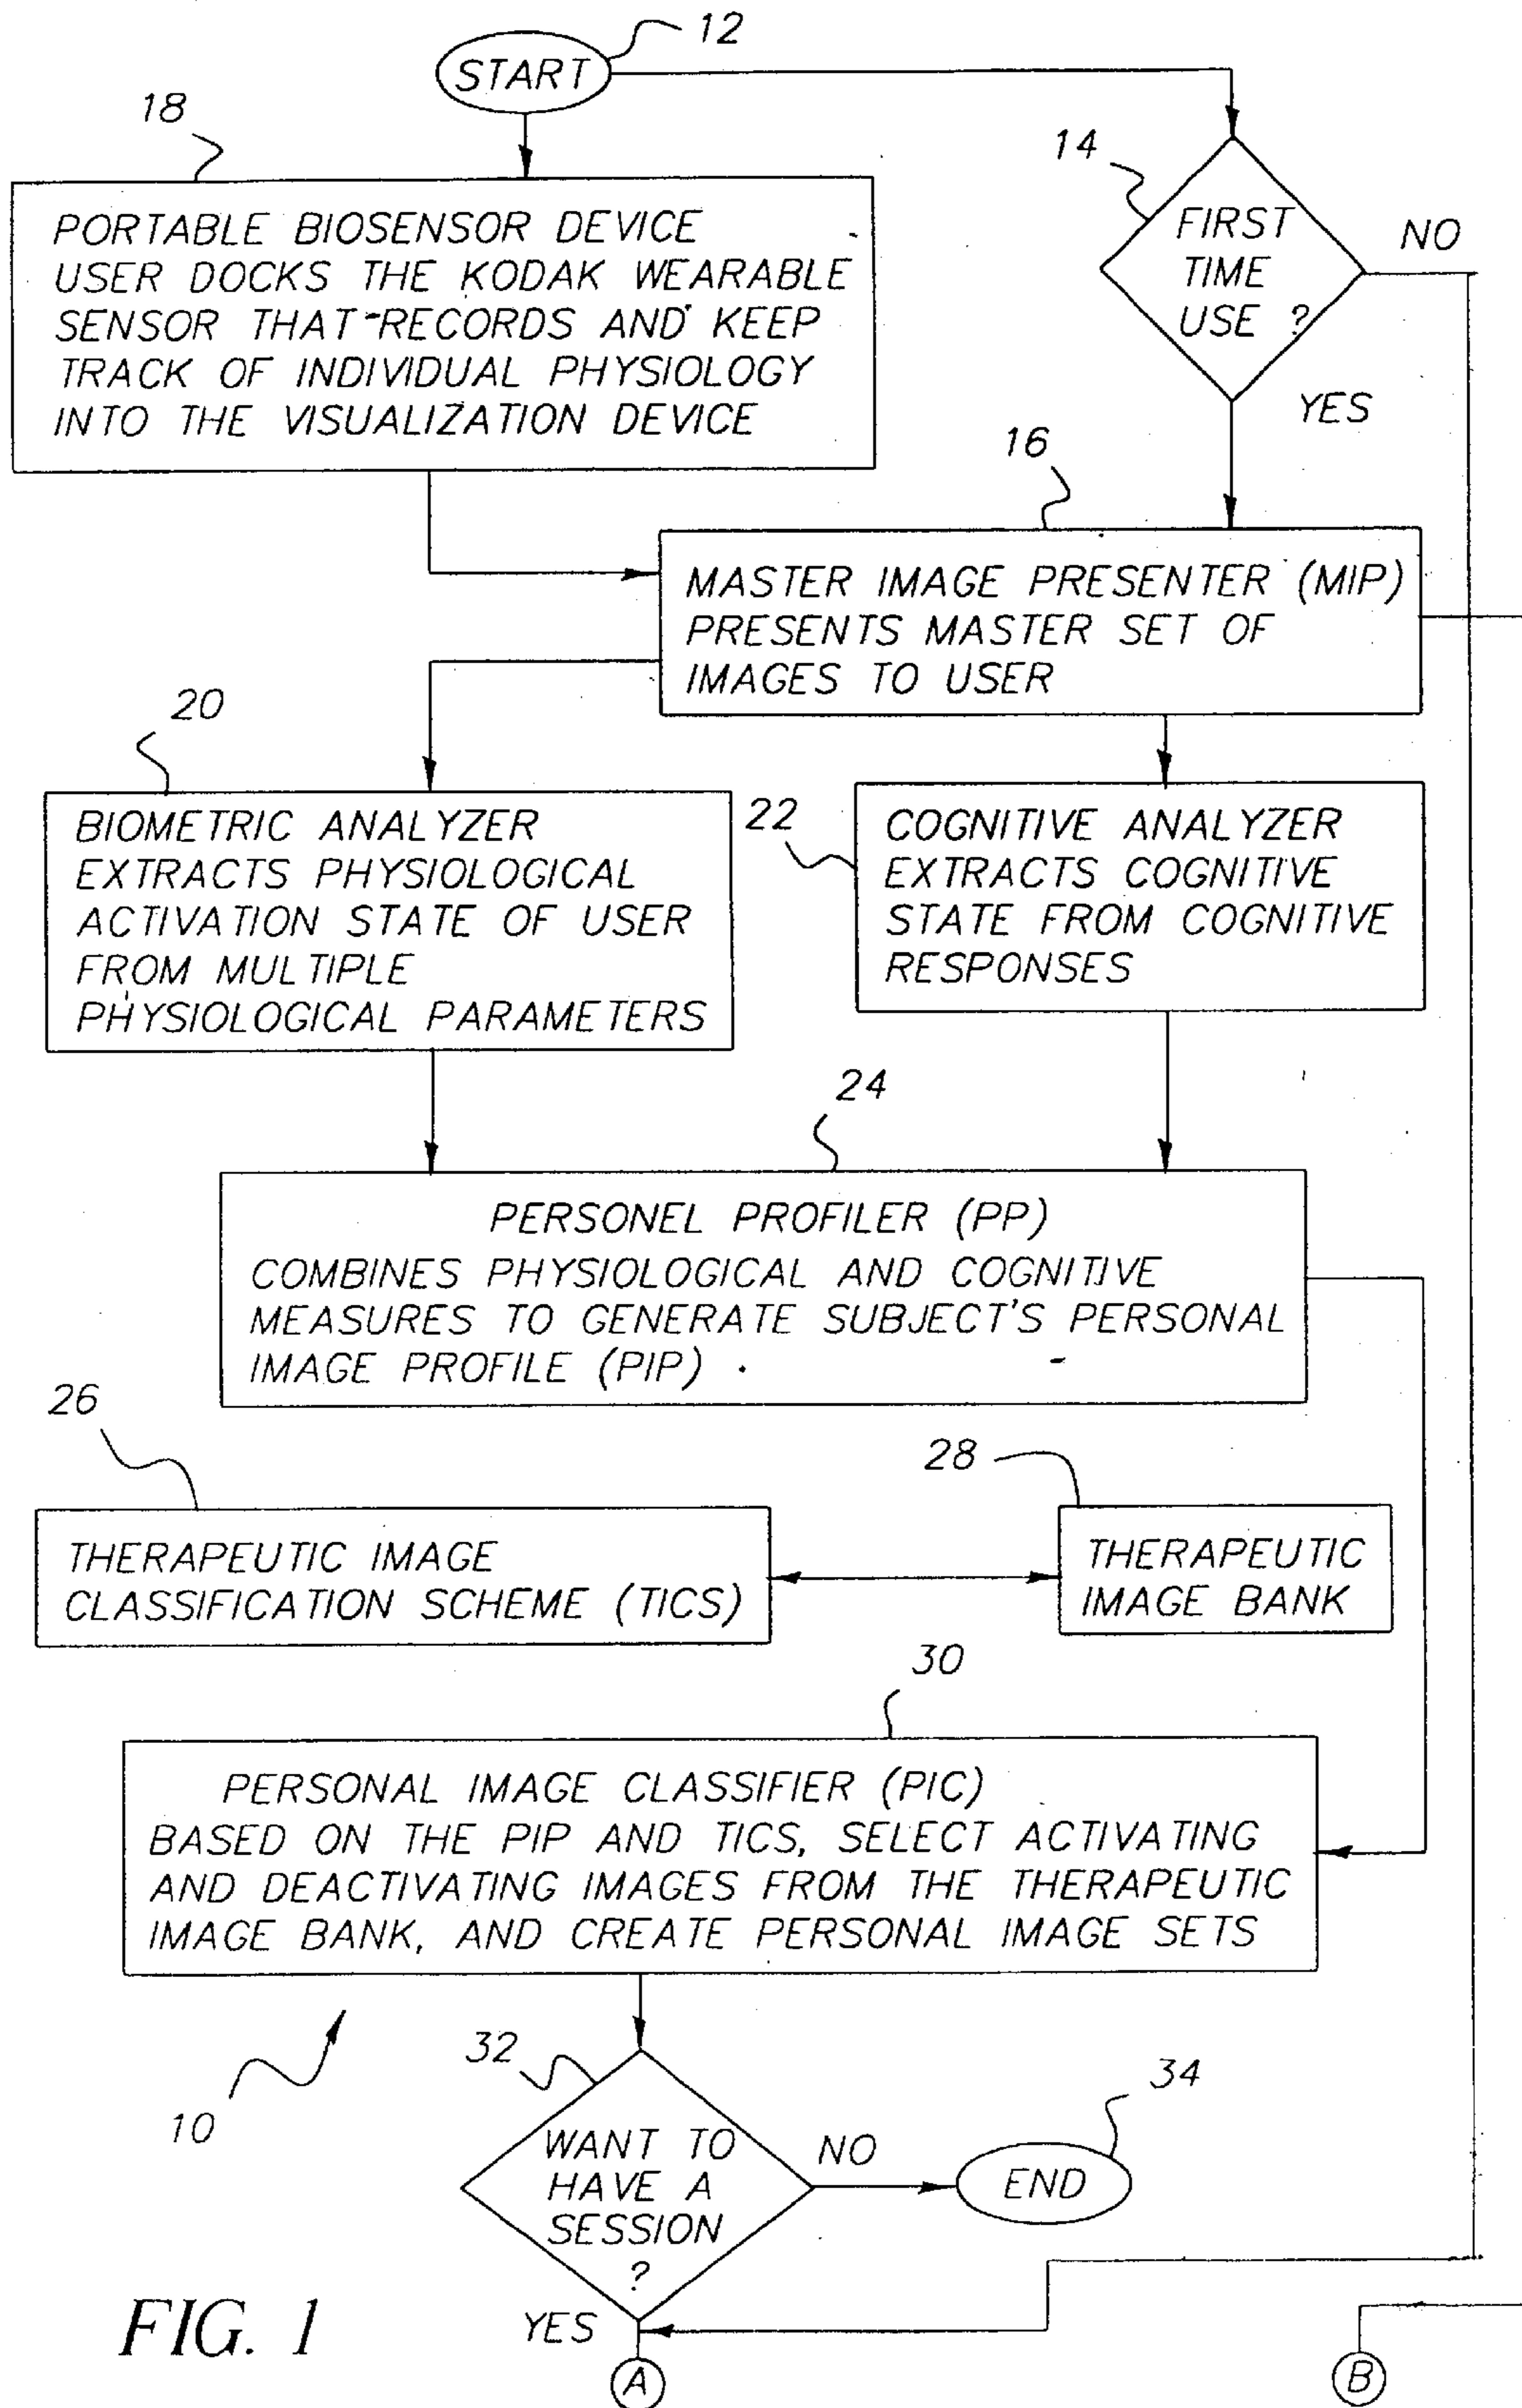 12
START
18
14
FIRST
TIME
USE ?
NO
YES
PORTABLE BIOSENSOR DEVICE
USER DOCKS THE KODAK WEARABLE
SENSOR THAT RECORDS AND KEEP
TRACK OF INDIVIDUAL PHYSIOLOGY
INTO THE VISUALIZATION DEVICE
16
MASTER IMAGE PRESENTER (MIP)
PRESENTS MASTER SET OF
IMAGES TO USER
20
BIOMETRIC ANALYZER
EXTRACTS PHYSIOLOGICAL
ACTIVATION STATE OF USER
FROM MULTIPLE
PHYSIOLOGICAL PARAMETERS
22
COGNITIVE ANALYZER
EXTRACTS COGNITIVE
STATE FROM COGNITIVE
RESPONSES
24
PERSONEL PROFILER (PP)
COMBINES PHYSIOLOGICAL AND COGNITIVE
MEASURES TO GENERATE SUBJECT'S PERSONAL
IMAGE PROFILE (PIP)
26
THERAPEUTIC IMAGE
CLASSIFICATION SCHEME (TICS)
28
THERAPEUTIC
IMAGE BANK
30
PERSONAL IMAGE CLASSIFIER (PIC)
BASED ON THE PIP AND TICS, SELECT ACTIVATING
AND DEACTIVATING IMAGES FROM THE THERAPEUTIC
IMAGE BANK, AND CREATE PERSONAL IMAGE SETS
10
32
WANT TO
HAVE A
SESSION
?
NO
34
END
YES
A
B
FIG. 1